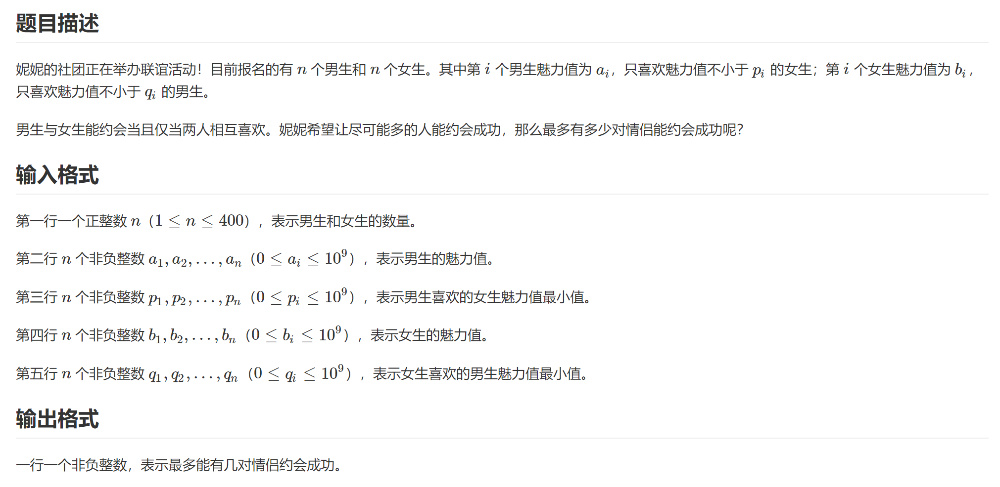 题目描述
妮妮的社团正在举办联谊活动！目前报名的有 n 个男生和 n 个女生。其中第 i 个男生魅力值为 a_i，只喜欢魅力值不小于 p_i 的女生；第 i 个女生魅力值为 b_i，
只喜欢魅力值不小于 q_i 的男生。
男生与女生能约会当且仅当两人相互喜欢。妮妮希望让尽可能多的人能约会成功，那么最多有多少对情侣能约会成功呢？
输入格式
第一行一个正整数 n（1 ≤ n ≤ 400），表示男生和女生的数量。
第二行 n 个非负整数 a_1, a_2, ..., a_n（0 ≤ a_i ≤ 10^9），表示男生的魅力值。
第三行 n 个非负整数 p_1, p_2, ..., p_n（0 ≤ p_i ≤ 10^9），表示男生喜欢的女生魅力值最小值。
第四行 n 个非负整数 b_1, b_2, ..., b_n（0 ≤ b_i ≤ 10^9），表示女生的魅力值。
第五行 n 个非负整数 q_1, q_2, ..., q_n（0 ≤ q_i ≤ 10^9），表示女生喜欢的男生魅力值最小值。
输出格式
一行一个非负整数，表示最多能有几对情侣约会成功。